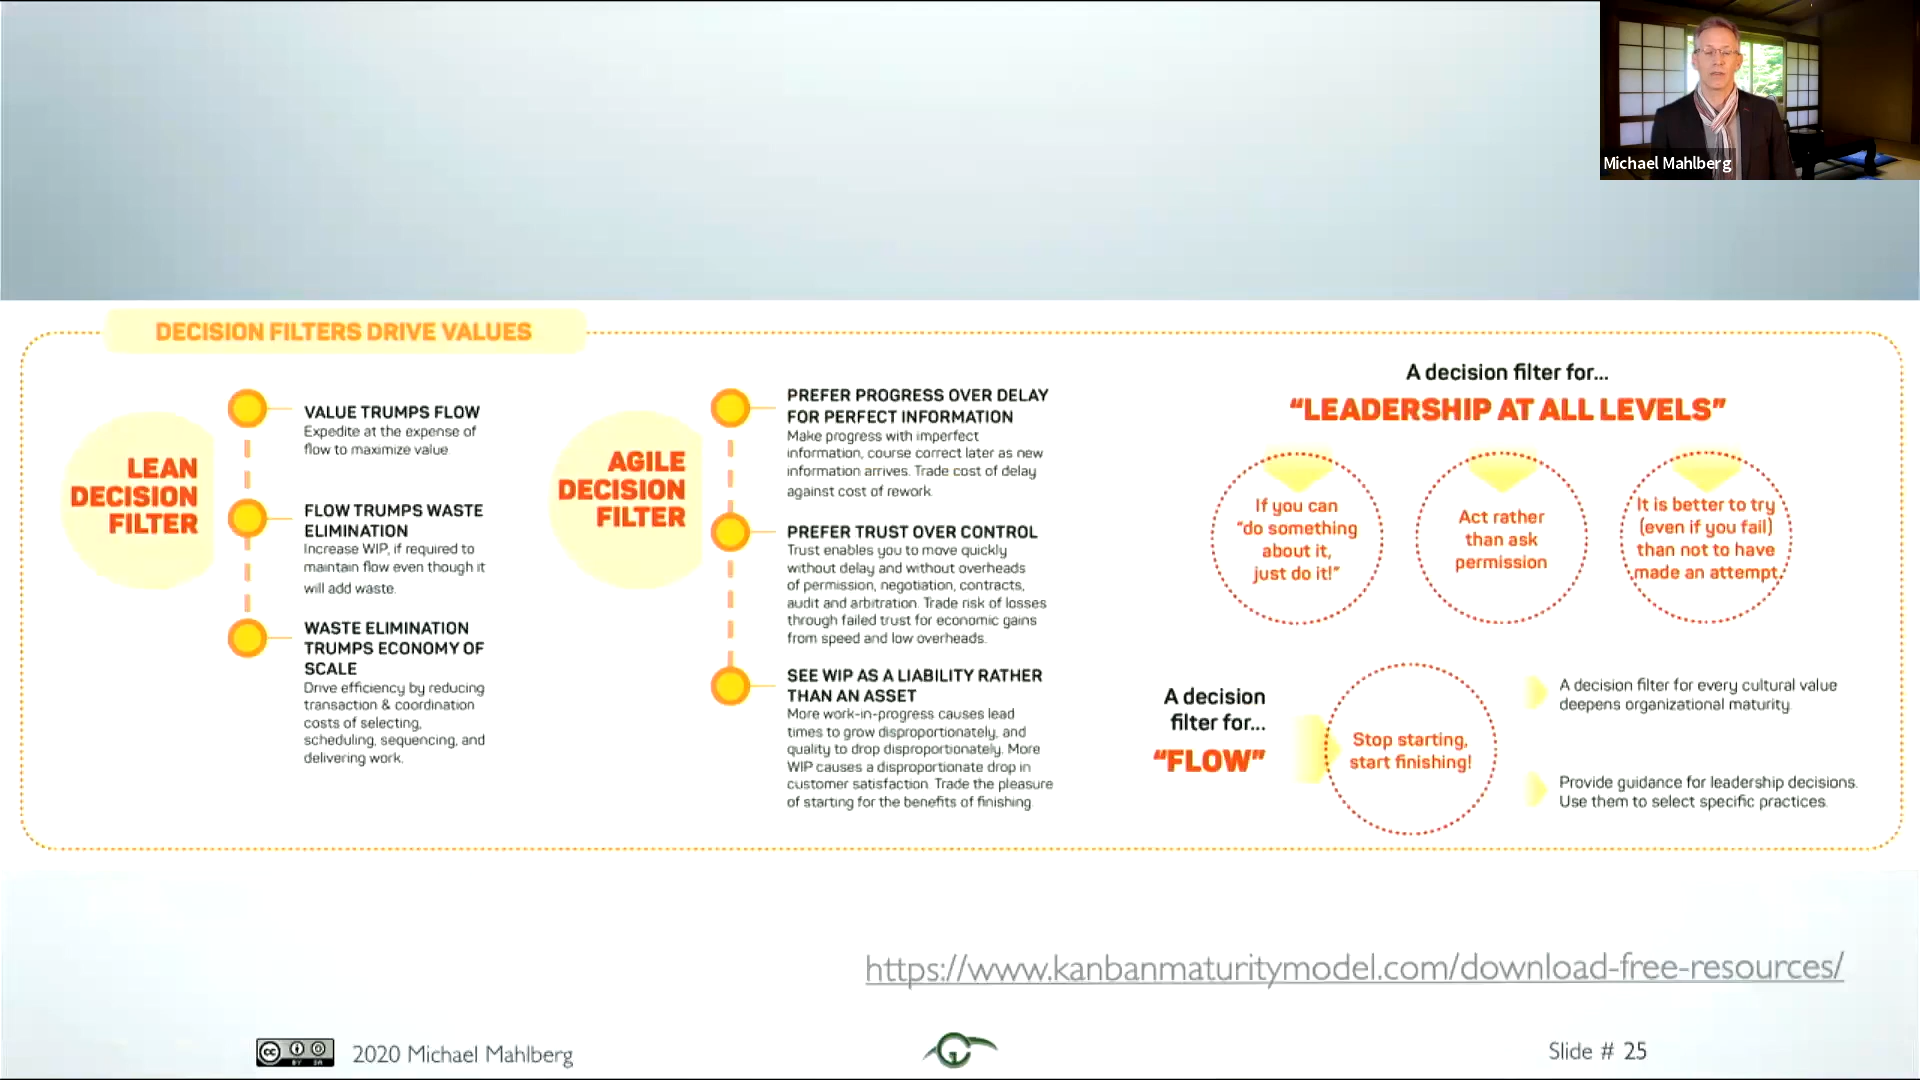 Michael Mahlberg
DECISION FILTERS DRIVE VALUES
LEAN
DECISION
FILTER
VALUE TRUMPS FLOW
Expedite at the expense of
flow to maximize value.
FLOW TRUMPS WASTE
ELIMINATION
Increase WIP, if required to
maintain flow even though it
will add waste.
WASTE ELIMINATION
TRUMPS ECONOMY OF
SCALE
Drive efficiency by reducing
transaction & coordination
costs of selecting,
scheduling, sequencing, and
delivering work.
AGILE
DECISION
FILTER
PREFER PROGRESS OVER DELAY
FOR PERFECT INFORMATION
Make progress with imperfect
information, course correct later as new
information arrives. Trade cost of delay
against cost of rework.
PREFER TRUST OVER CONTROL
Trust enables you to move quickly
without delay and without overheads
of permission, negotiation, contracts,
audit and arbitration. Trade risk of losses
through failed trust for economic gains
from speed and low overheads.
SEE WIP AS A LIABILITY RATHER
THAN AN ASSET
More work-in-progress causes lead
times to grow disproportionately, and
quality to drop disproportionately. More
WIP causes a disproportionate drop in
customer satisfaction. Trade the pleasure
of starting for the benefits of finishing.
A decision filter for...
“LEADERSHIP AT ALL LEVELS”
If you can
“do something
about it,
just do it!”
Act rather
than ask
permission
It is better to try
(even if you fail)
than not to have
made an attempt.
A decision
filter for...
“FLOW”
Stop starting,
start finishing!
A decision filter for every cultural value
deepens organizational maturity.
Provide guidance for leadership decisions.
Use them to select specific practices.
https://www.kanbanmaturitymodel.com/download-free-resources/
cc BY SA
2020 Michael Mahlberg
Slide # 25